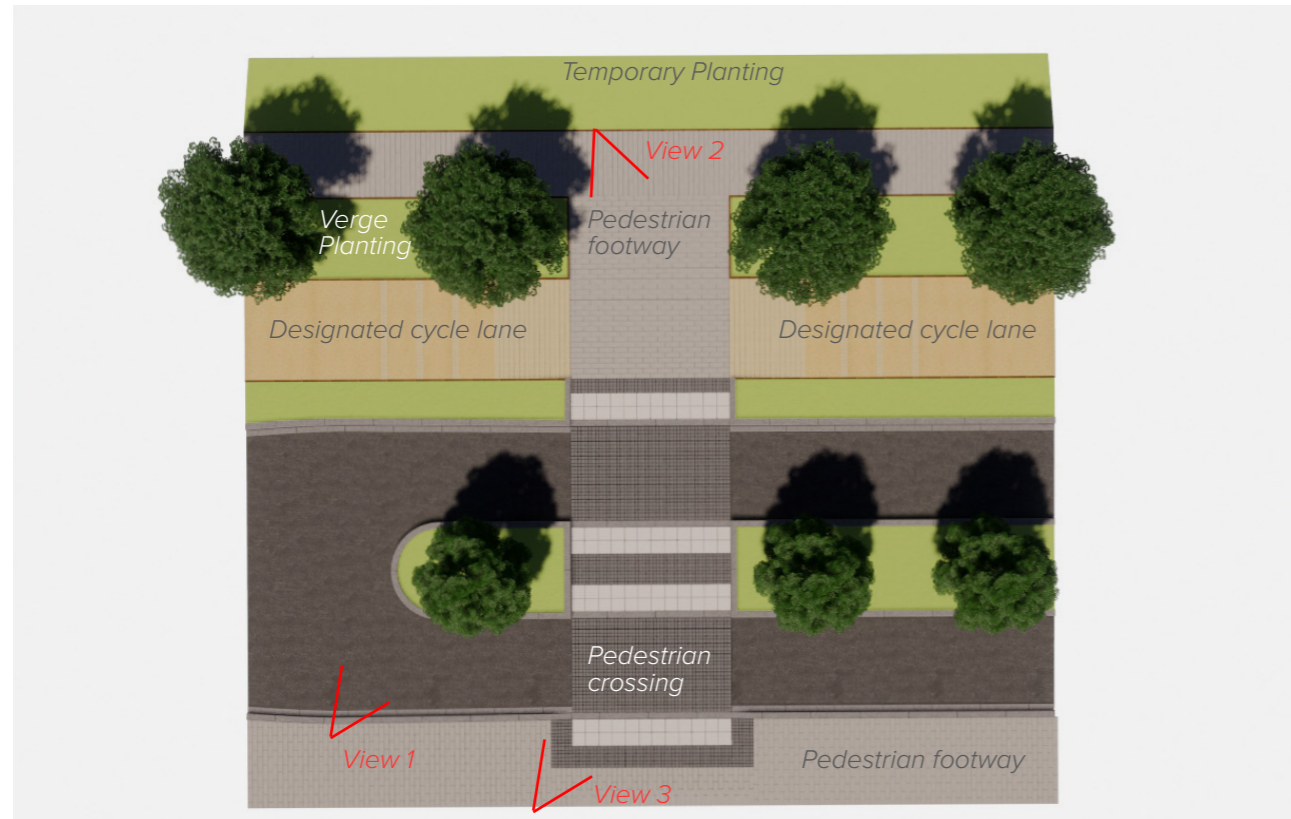 Temporary Planting
View 2
Verge
Planting
Pedestrian
footway
Designated cycle lane
Designated cycle lane
Pedestrian
crossing
View 1
Pedestrian footway
View 3